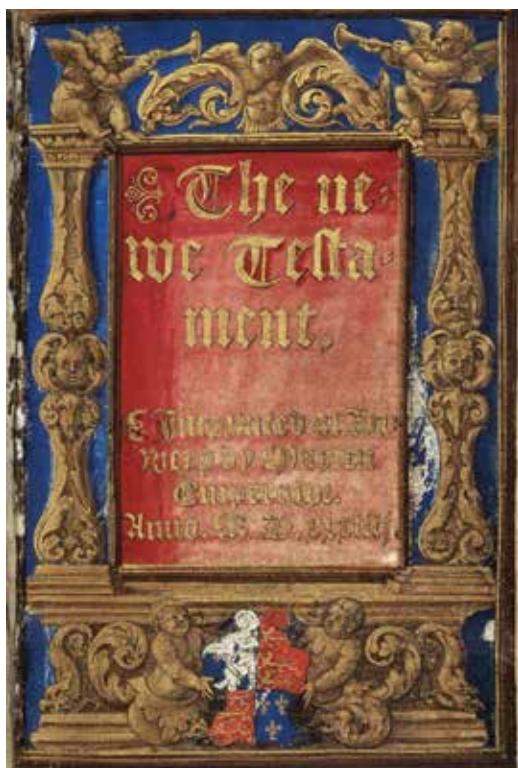 The ne=
we Testa=
ment.
Imprinted at An
werp by Marten
Emperowr.
Anno. M. D. xxxiiij.